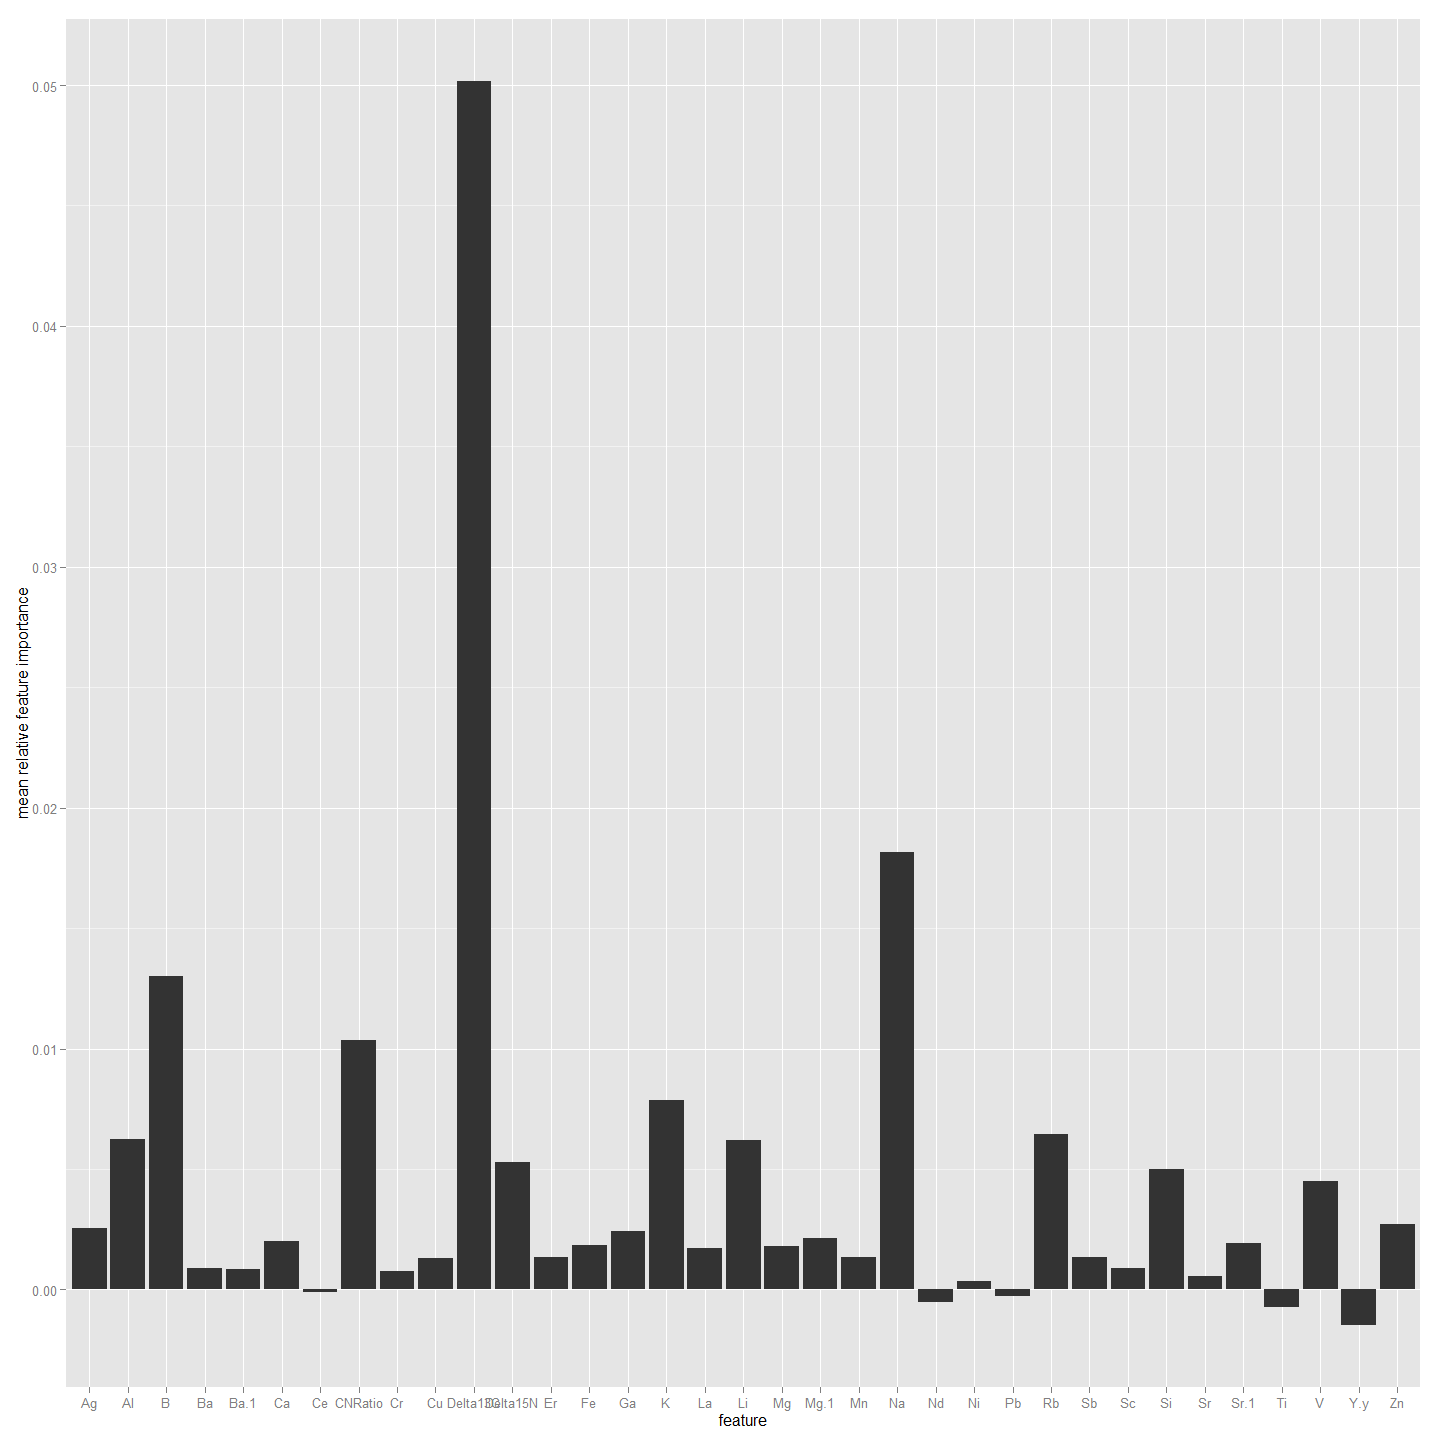 0.05
0.04
0.03
0.02
0.01
0.00
mean relative feature importance
Ag Al B Ba Ba.1 Ca Ce CNRatio Cr Cu Delta13C Delta15N Er Fe Ga K La Li Mg Mg.1 Mn Na Nd Ni Pb Rb Sb Sc Si Sr Sr.1 Ti V Y.y Zn
feature